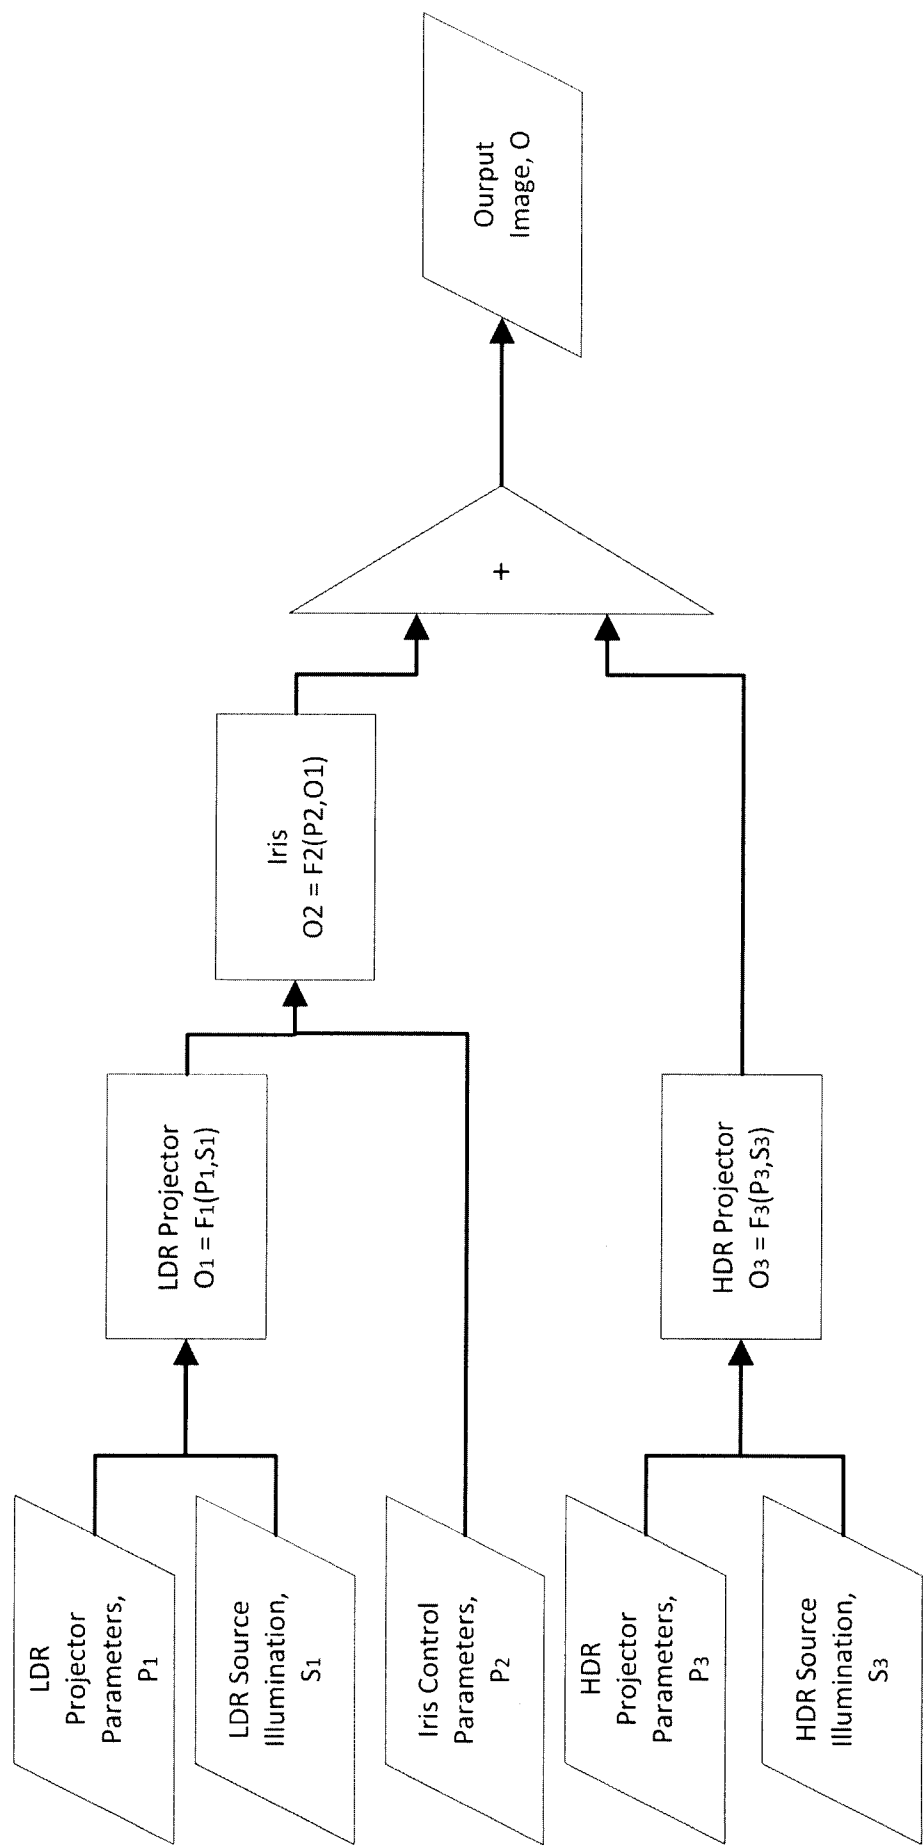 LDR
Projector
Parameters,
P1
LDR Source
Illumination,
S1
Iris Control
Parameters,
P2
HDR
Projector
Parameters,
P3
HDR Source
Illumination,
S3
LDR Projector
O1 = F1(P1,S1)
HDR Projector
O3 = F3(P3,S3)
Iris
O2 = F2(P2,O1)
+
Ourput
Image, O